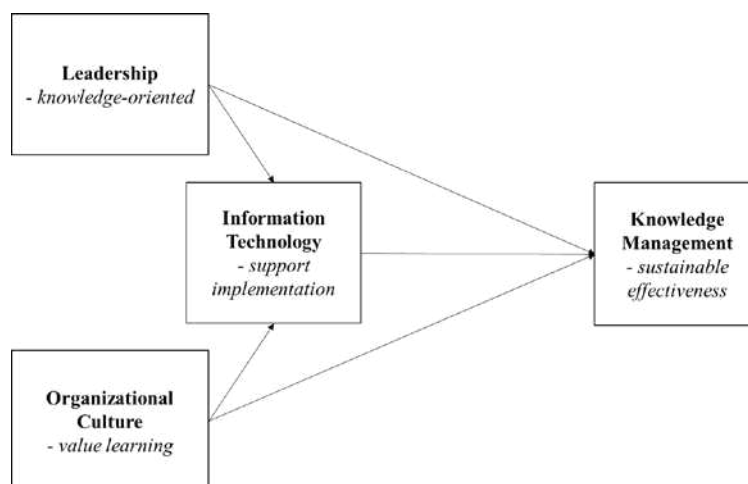 Leadership
- knowledge-oriented
Information
Technology
- support
implementation
Knowledge
Management
- sustainable
effectiveness
Organizational
Culture
- value learning